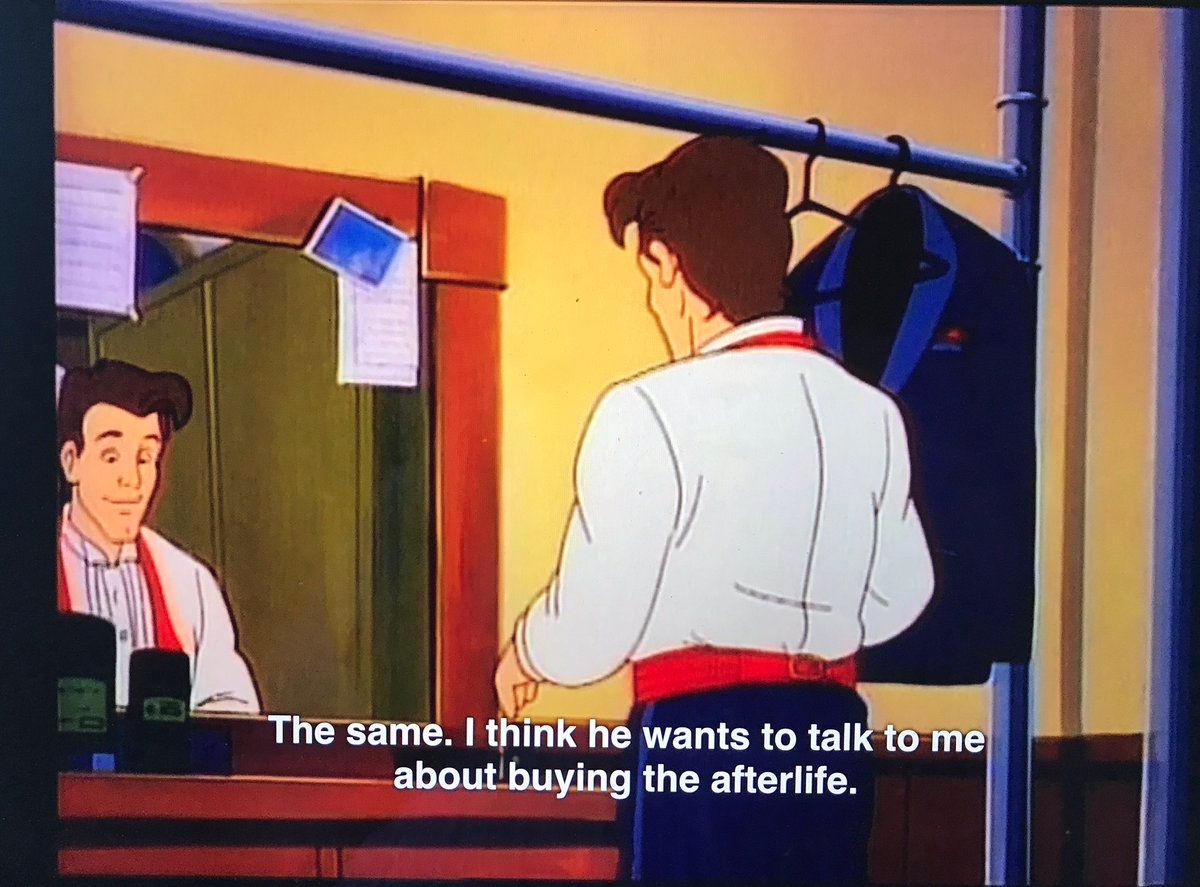 The same. I think he wants to talk to me
about buying the afterlife.